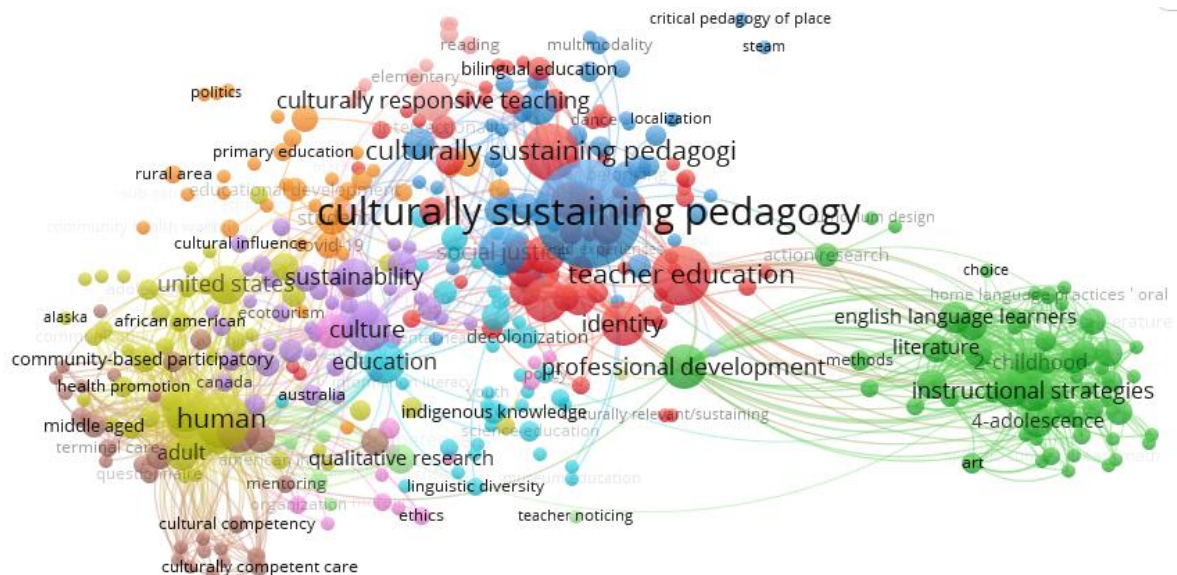 critical pedagogy of place
steam
reading
multimodality
bilingual education
elementary
culturally responsive teaching
politics
dance
localization
culturally sustaining pedagogi
primary education
rural area
educational development
culturally sustaining pedagogy
curriculum design
cultural influence
covid-19
social justice
action research
sustainability
teacher education
united states
choice
home language practices ' oral
ecotourism
alaska
african american
culture
identity
decolonization
english language learners
literature
education
professional development
methods
2-childhood
community-based participatory
health promotion
canada
australia
youth
instructional strategies
human
indigenous knowledge
middle aged
4-adolescence
science education
terminal care
adult
qualitative research
questionnaire
art
mentoring
linguistic diversity
organization
ethics
teacher noticing
cultural competency
culturally competent care